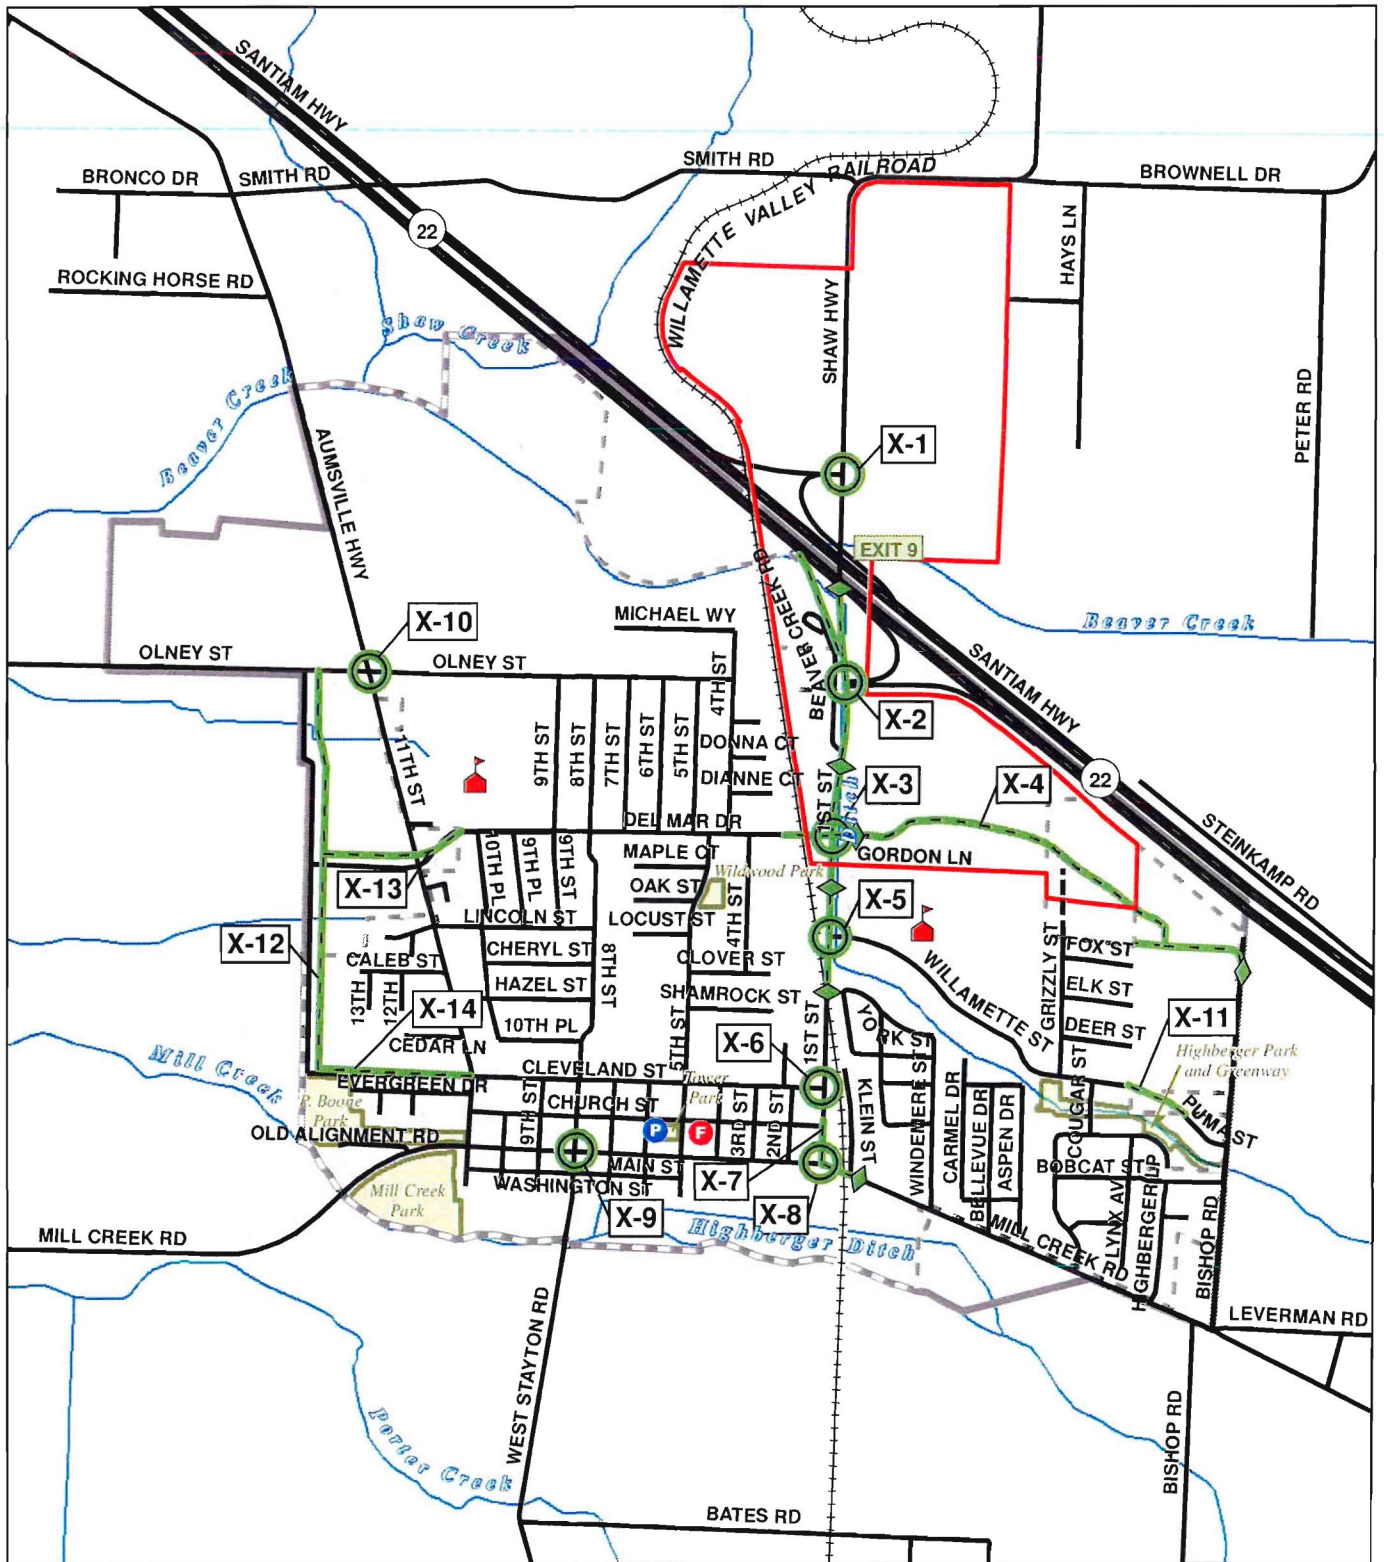 SANTIAM HWY
SMITH RD
WILLAMETTE VALLEY RAILROAD
BRONCO DR
SMITH RD
BROWNELL DR
22
HAYS LN
ROCKING HORSE RD
SHAW HWY
Shaw Creek
Beaver Creek
PETER RD
AUMSVILLE HWY
X-1
EXIT 9
BEAVER CREEK RD
MICHAEL WY
Beaver Creek
X-10
OLNEY ST
OLNEY ST
SANTIAM HWY
4TH ST
X-2
11TH ST
9TH ST
8TH ST
7TH ST
6TH ST
5TH ST
DONNA CT
DIANNE CT
1ST ST
Ditch
X-3
X-4
22
STEINKAMP RD
DEL MAR DR
10TH PL
9TH PL
9TH ST
MAPLE CT
GORDON LN
Wildwood Park
X-13
OAK ST
4TH ST
X-5
LINCOLN ST
LOCUST ST
X-12
CHERYL ST
8TH ST
CALEB ST
CLOVER ST
WILLAMETTE ST
GRIZZLY ST
FOX ST
HAZEL ST
SHAMROCK ST
ELK ST
13TH
12TH
X-14
10TH PL
5TH ST
1ST ST
YORK ST
DEER ST
X-11
CEDAR LN
X-6
Highberger Park
and Greenway
Mill Creek
CLEVELAND ST
Tower
Park
EVERGREEN DR
P. Boone
Park
CHURCH ST
9TH ST
3RD ST
2ND ST
KLEIN ST
WINDEMERE ST
CARMEL DR
BELLEVUE DR
ASPEN DR
COUGAR ST
PUMA ST
OLD ALIGNMENT RD
P
F
MAIN ST
WASHINGTON ST
X-7
BOBCAT ST
LYNX AV
HIGHBERGER LP
BISHOP RD
Mill Creek
Park
X-9
X-8
Highberger Ditch
MILL CREEK RD
MILL CREEK RD
LEVERMAN RD
WEST STAYTON RD
Porter Creek
BISHOP RD
BATES RD